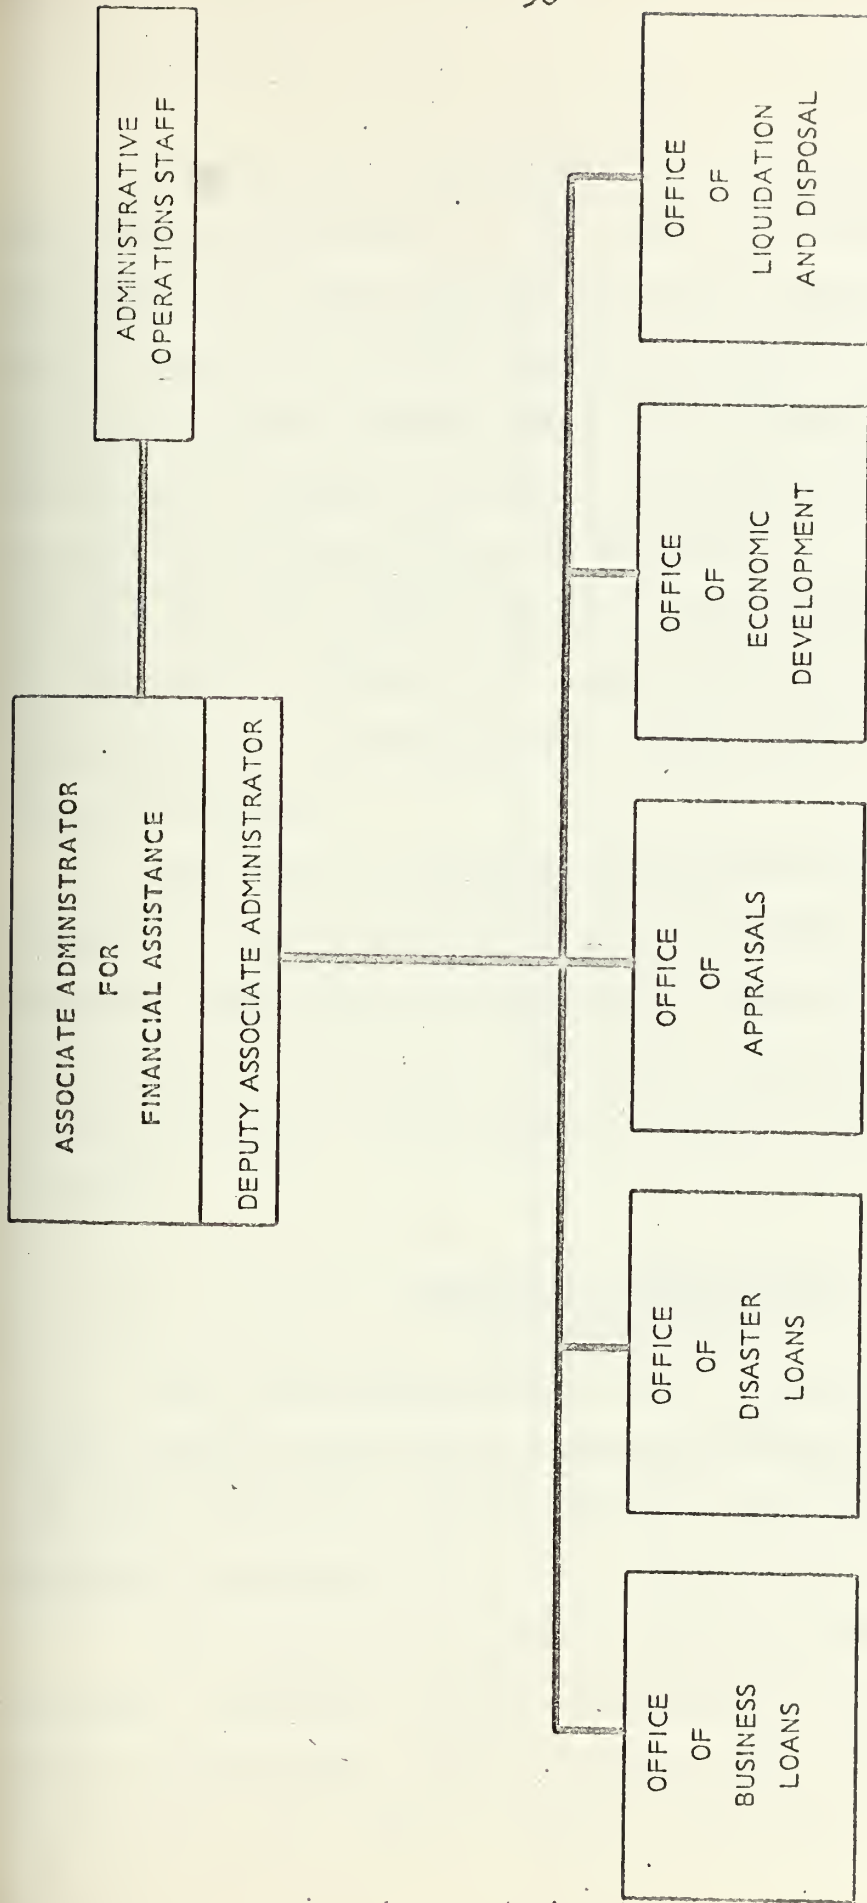 ASSOCIATE ADMINISTRATOR
FOR
FINANCIAL ASSISTANCE
DEPUTY ASSOCIATE ADMINISTRATOR
ADMINISTRATIVE
OPERATIONS STAFF
OFFICE
OF
BUSINESS
LOANS
OFFICE
OF
DISASTER
LOANS
OFFICE
OF
APPRAISALS
OFFICE
OF
ECONOMIC
DEVELOPMENT
OFFICE
OF
LIQUIDATION
AND DISPOSAL